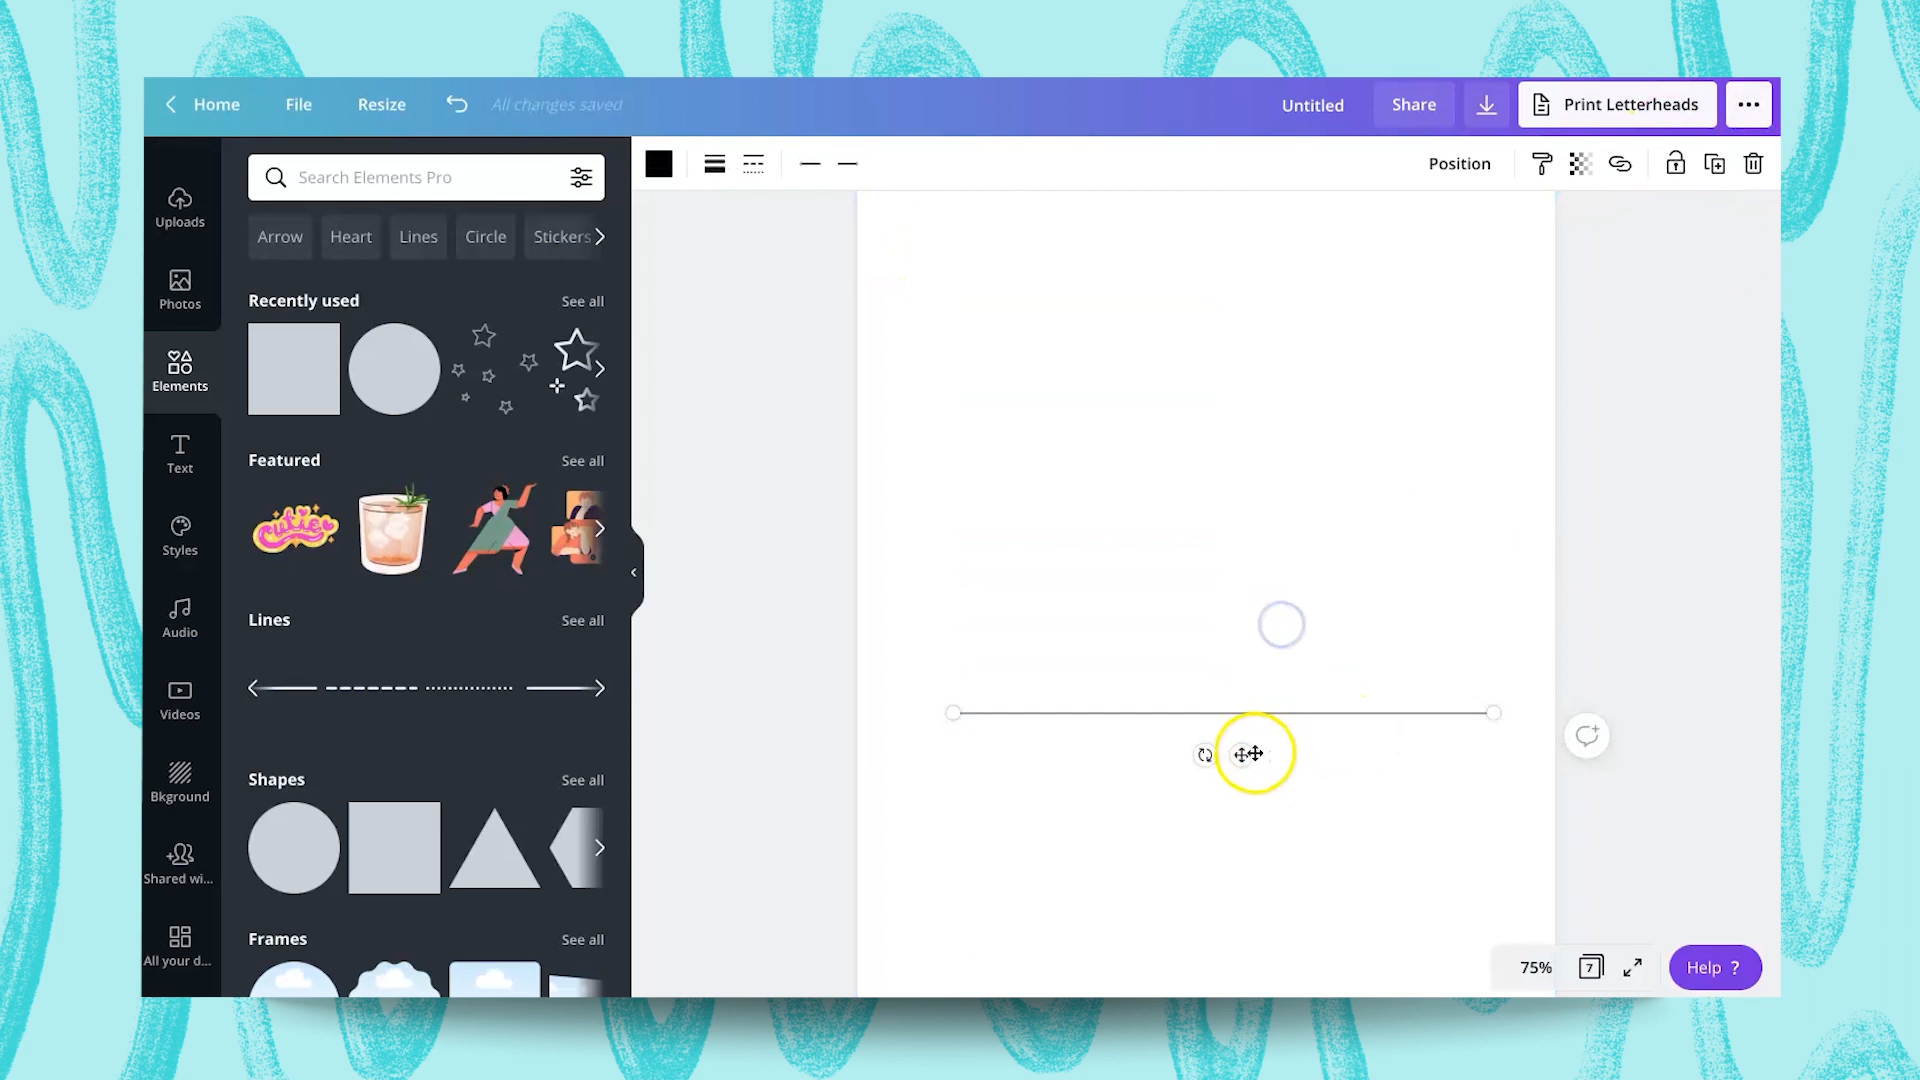 Home File Resize All changes saved Untitled Share Print Letterheads
Search Elements Pro
Position
Arrow Heart Lines Circle Stickers
Uploads
Photos
Elements
Text
Styles
Audio
Videos
Bkground
Shared wi...
All your d...
Recently used See all
Featured See all
cutie
Lines See all
Shapes See all
Frames See all
75% 7 Help ?